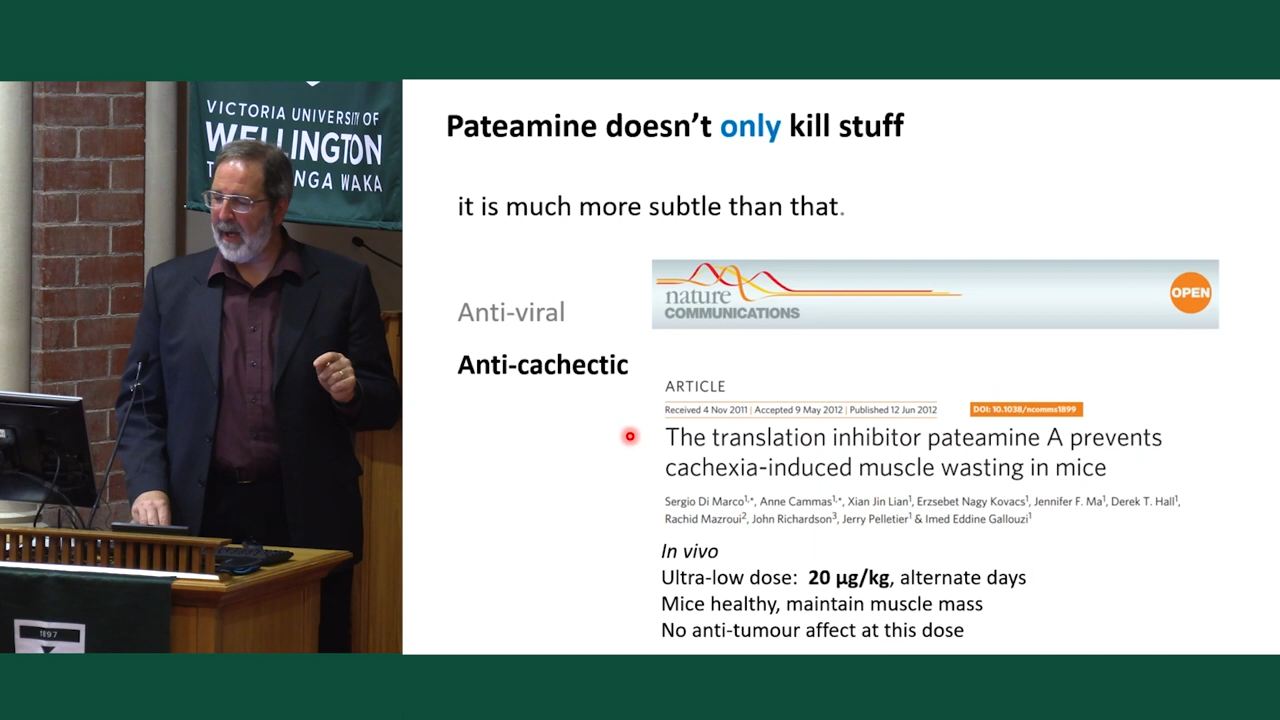 VICTORIA UNIVERSITY OF
WELLINGTON
NGA WAKA
1897
Pateamine doesn't only kill stuff
it is much more subtle than that.
nature
COMMUNICATIONS
OPEN
Anti-viral
Anti-cachectic
ARTICLE
Received 4 Nov 2011 | Accepted 9 May 2012 | Published 12 Jun 2012
DOI: 10.1038/ncomms1899
The translation inhibitor pateamine A prevents
cachexia-induced muscle wasting in mice
Sergio Di Marco1,*, Anne Cammas1,*, Xian Jin Lian1, Erzsebet Nagy Kovacs1, Jennifer F. Ma1, Derek T. Hall1,
Rachid Mazroui2, John Richardson3, Jerry Pelletier1 & Imed Eddine Gallouzi1
In vivo
Ultra-low dose: 20 µg/kg, alternate days
Mice healthy, maintain muscle mass
No anti-tumour affect at this dose